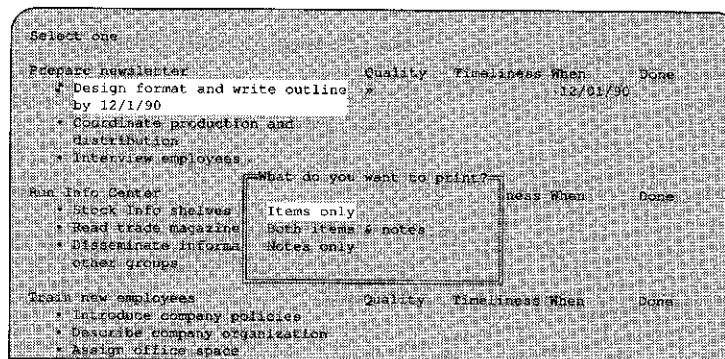 Select one
Prepare newsletter Quality Timeliness When Done
♪ Design format and write outline » ·12/01/90
by 12/1/90
• Coordinate production and
distribution
• Interview employees
What do you want to print?
Run Info Center ness When Done
• Stock Info shelves Items only
• Read trade magazine Both items & notes
• Disseminate informa Notes only
other groups
Train new employees Quality Timeliness When Done
• Introduce company policies
• Describe company organization
• Assign office space